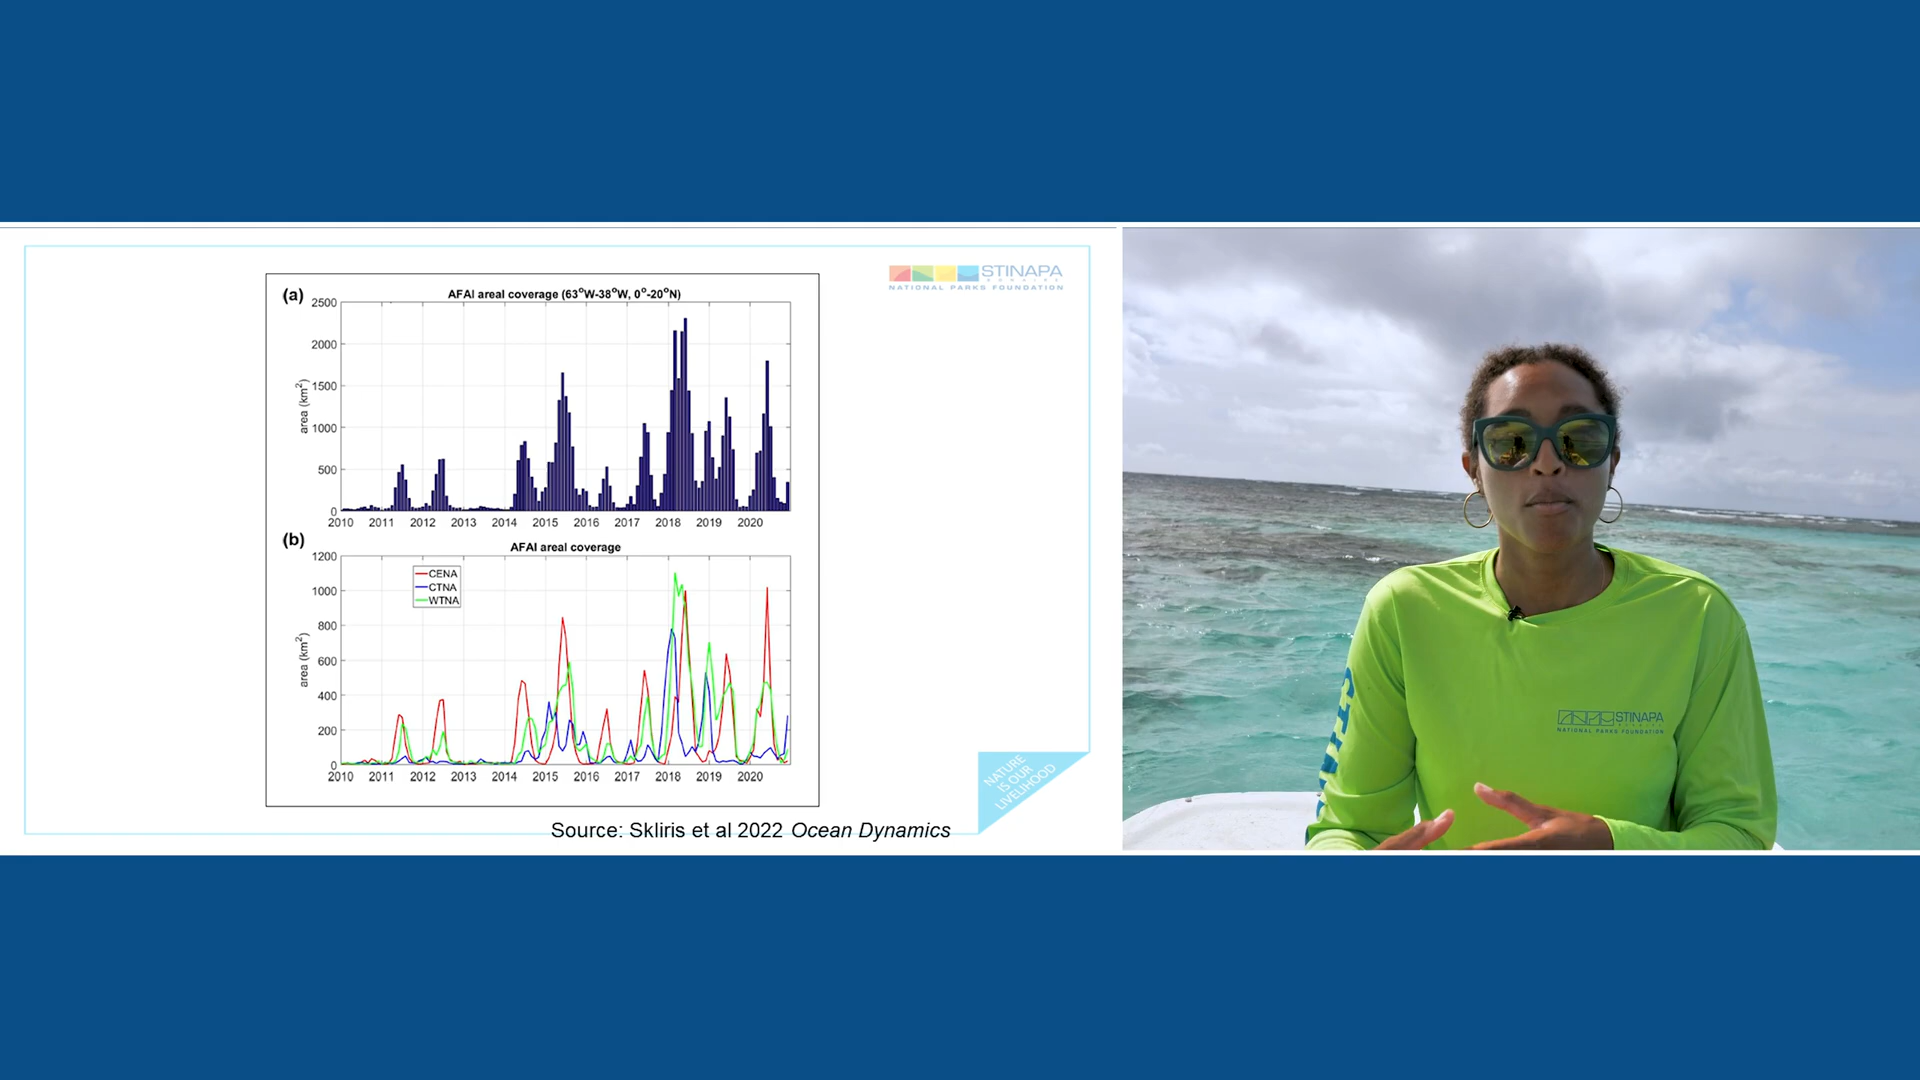 STINAPA
NATIONAL PARKS FOUNDATION
(a)
AFAI areal coverage (63°W-38°W, 0°-20°N)
2500
2000
1500
1000
500
0
area (km²)
2010 2011 2012 2013 2014 2015 2016 2017 2018 2019 2020
(b)
AFAI areal coverage
1200
1000
800
600
400
200
0
area (km²)
CENA
CTNA
WTNA
2010 2011 2012 2013 2014 2015 2016 2017 2018 2019 2020
NATURE
IS OUR
LIVELIHOOD
Source: Skliris et al 2022 Ocean Dynamics
STINAPA
NATIONAL PARKS FOUNDATION